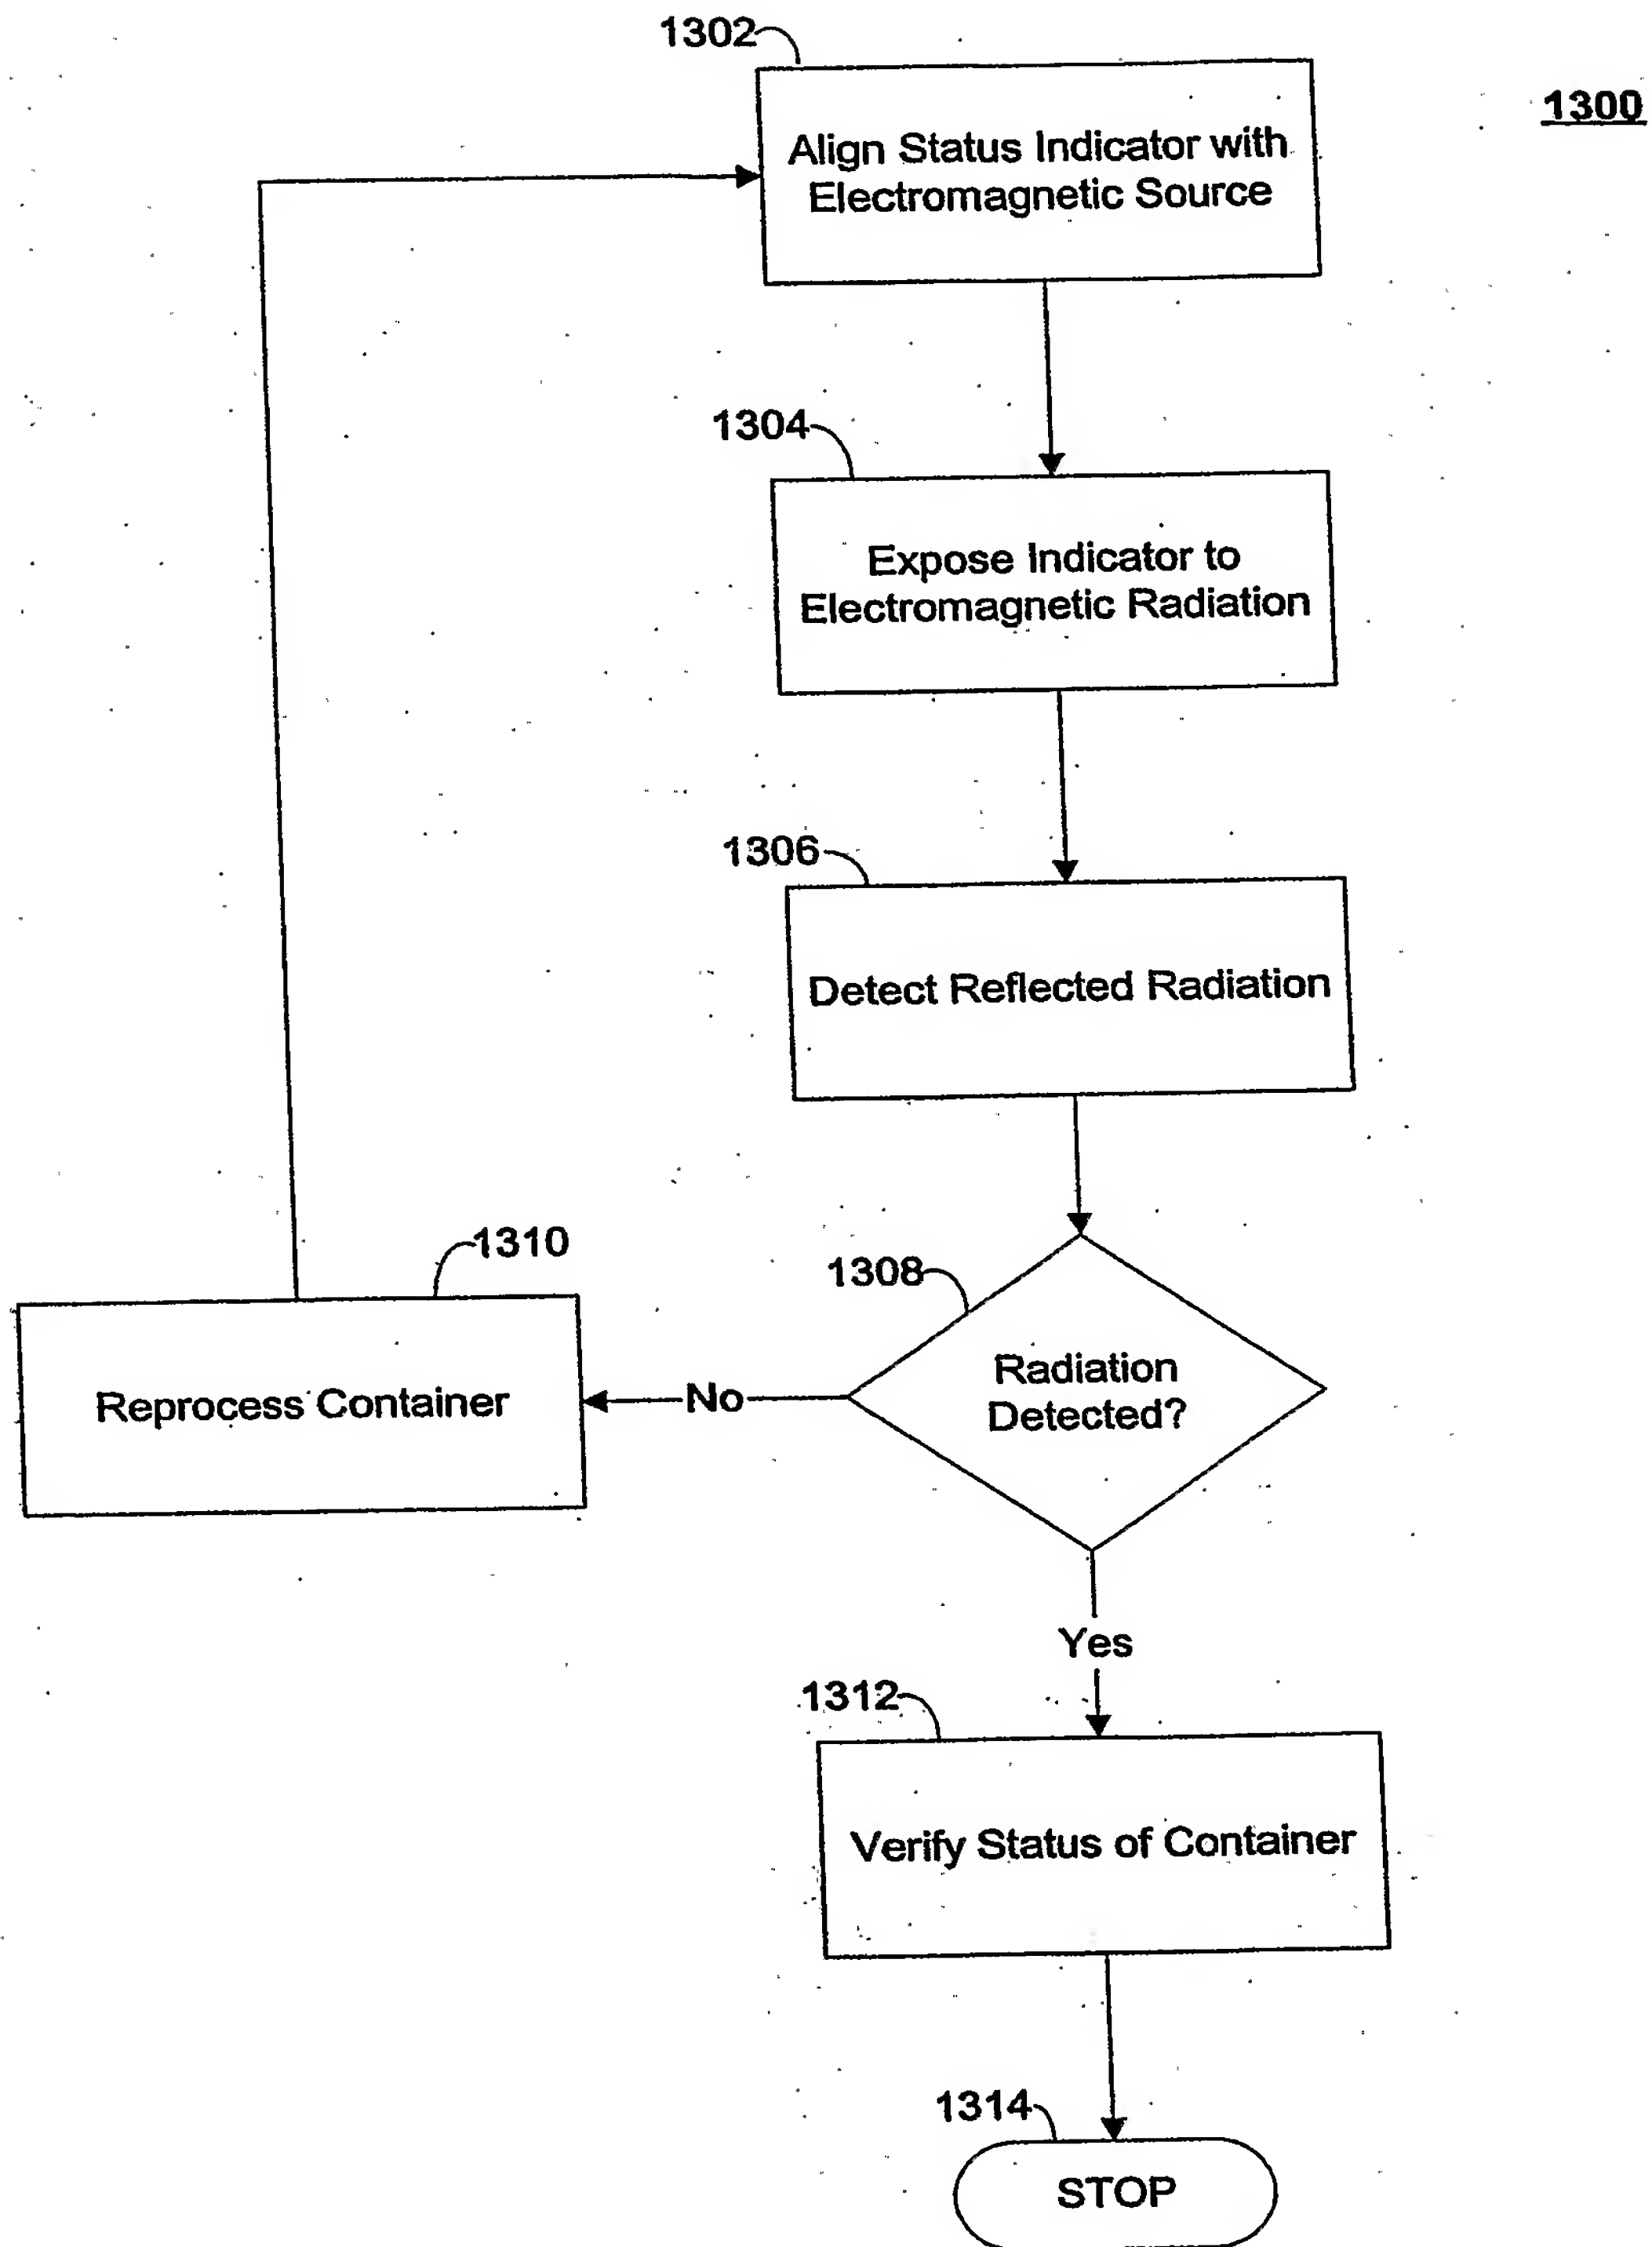 1302
1300
Align Status Indicator with
Electromagnetic Source
1304
Expose Indicator to
Electromagnetic Radiation
1306
Detect Reflected Radiation
1310
1308
Radiation
Detected?
No
Reprocess Container
Yes
1312
Verify Status of Container
1314
STOP